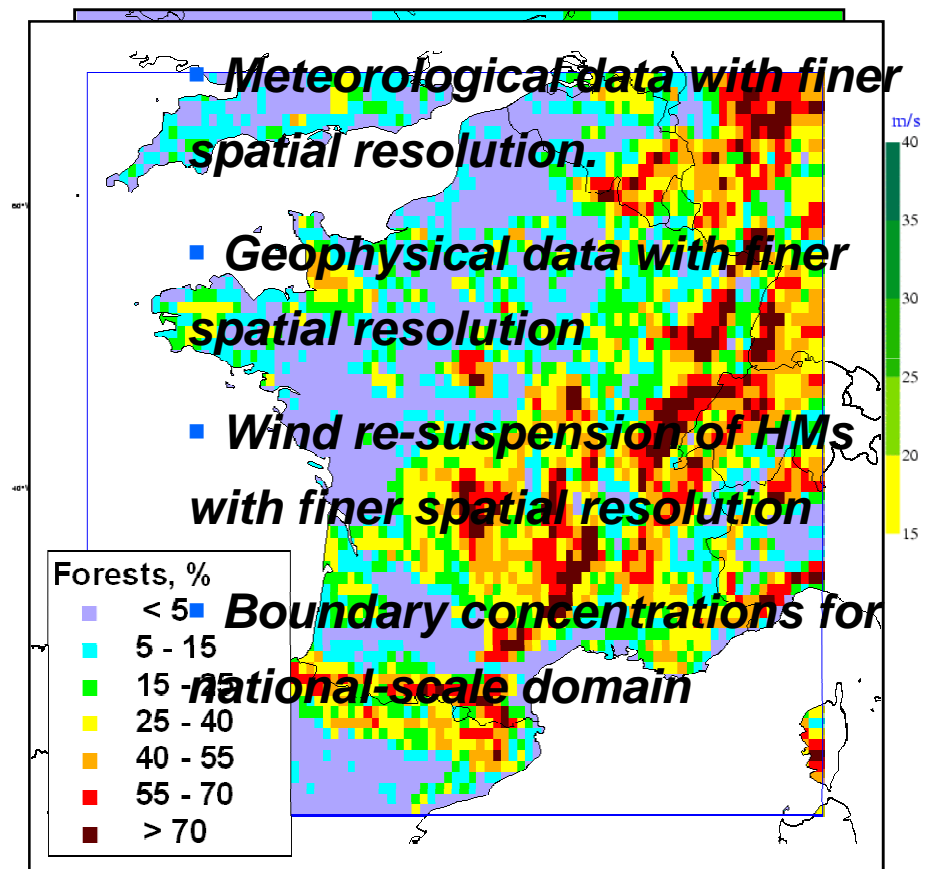 ■ Meteorological data with finer
spatial resolution.
■ Geophysical data with finer
spatial resolution
■ Wind re-suspension of HMs
with finer spatial resolution
■ Boundary concentrations for
national-scale domain
m/s
40
35
30
25
20
15
Forests, %
< 5
5 - 15
15 - 25
25 - 40
40 - 55
55 - 70
> 70